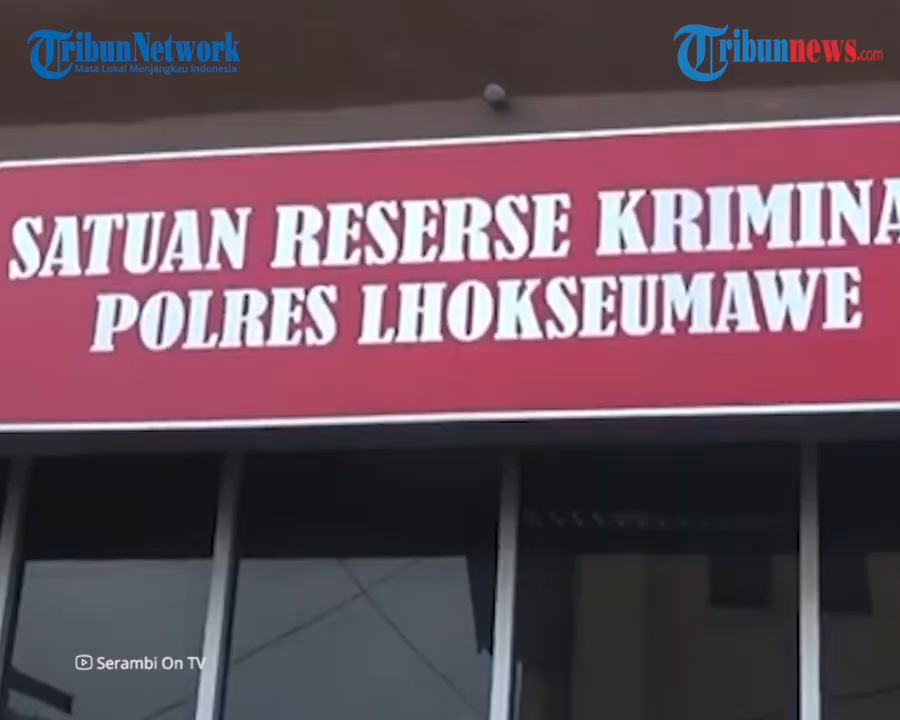 TribunNetwork
Mata Lokal Menjangkau Indonesia
Tribunnews.com
SATUAN RESERSE KRIMINA
POLRES LHOKSEUMAWE
Serambi On TV